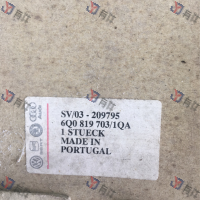 SV/03 - 209795
6Q0 819 703/1QA
1 STUECK
MADE IN
PORTUGAL